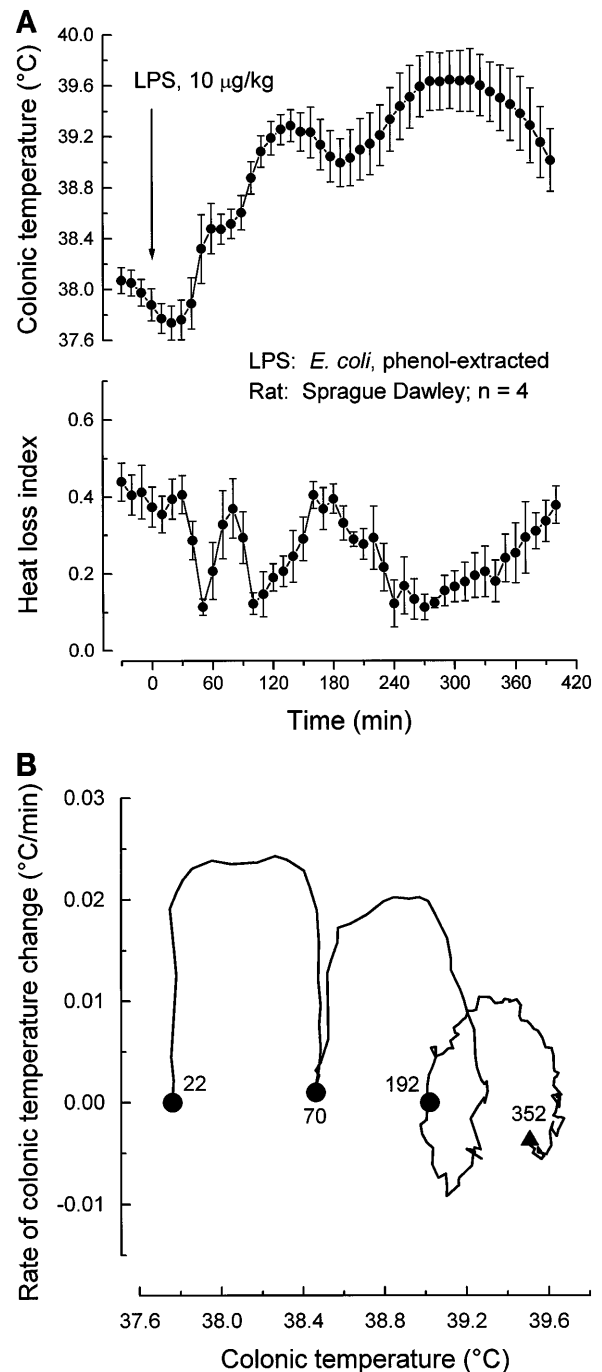 A
Colonic temperature (°C)
40.0
39.6
39.2
38.8
38.4
38.0
37.6
LPS, 10 µg/kg
LPS: E. coli, phenol-extracted
Rat: Sprague Dawley; n = 4
Heat loss index
0.6
0.4
0.2
0.0
0 60 120 180 240 300 360 420
Time (min)
B
Rate of colonic temperature change (°C/min)
0.03
0.02
0.01
0.00
-0.01
22
70
192
352
37.6 38.0 38.4 38.8 39.2 39.6
Colonic temperature (°C)